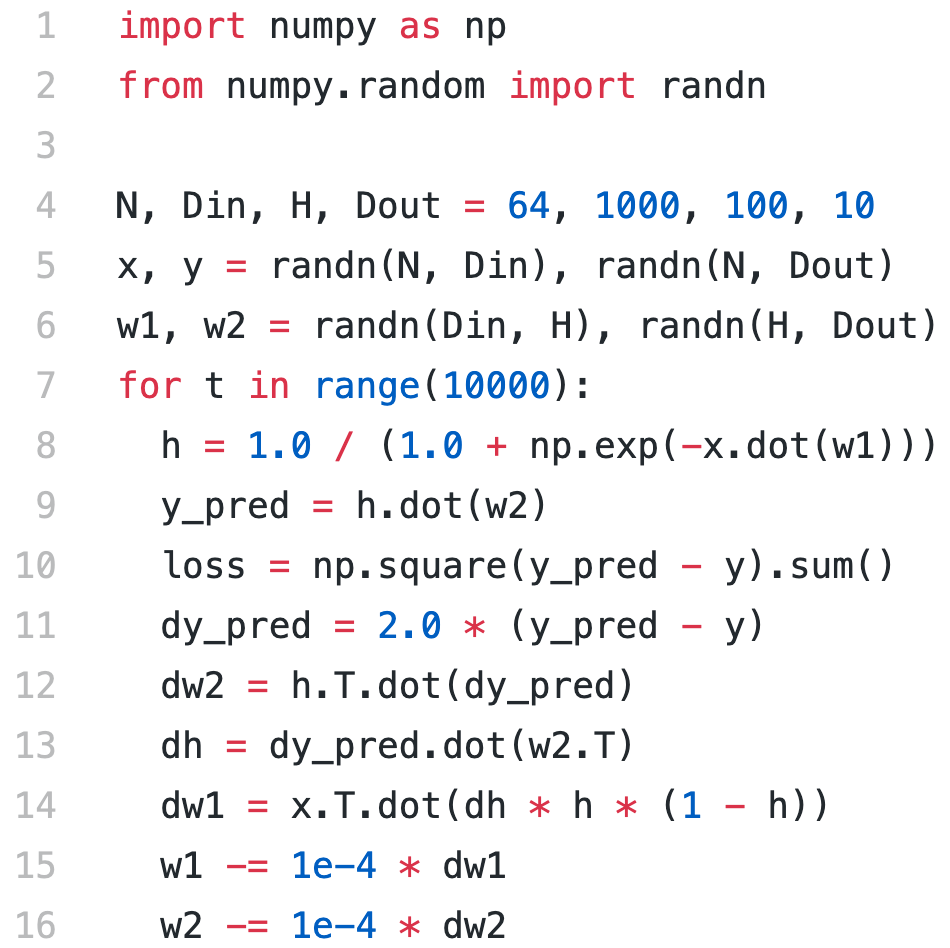 1 import numpy as np
2 from numpy.random import randn
3
4 N, Din, H, Dout = 64, 1000, 100, 10
5 x, y = randn(N, Din), randn(N, Dout)
6 w1, w2 = randn(Din, H), randn(H, Dout)
7 for t in range(10000):
8   h = 1.0 / (1.0 + np.exp(-x.dot(w1)))
9   y_pred = h.dot(w2)
10   loss = np.square(y_pred - y).sum()
11   dy_pred = 2.0 * (y_pred - y)
12   dw2 = h.T.dot(dy_pred)
13   dh = dy_pred.dot(w2.T)
14   dw1 = x.T.dot(dh * h * (1 - h))
15   w1 -= 1e-4 * dw1
16   w2 -= 1e-4 * dw2